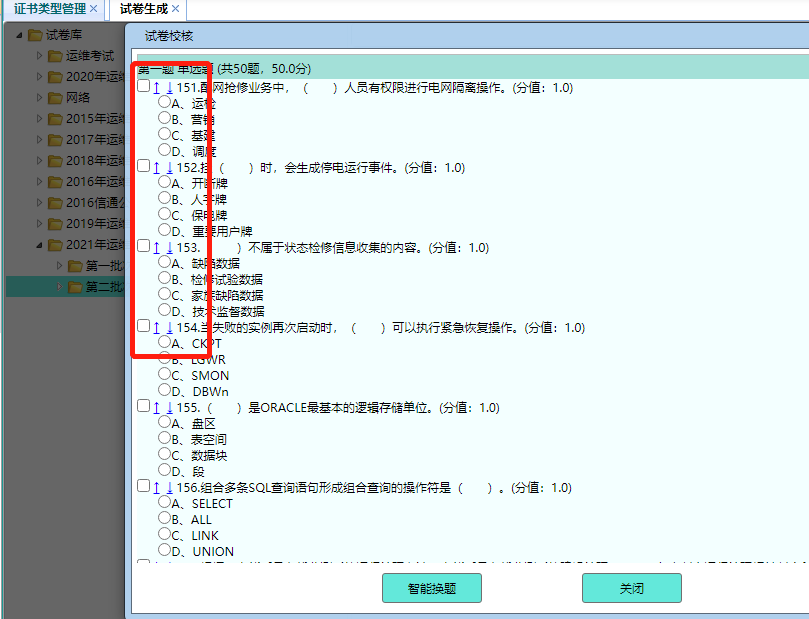 证书类型管理 × 试卷生成 ×
试卷库
运维考试
2020年运维
网络
2015年运维
2017年运维
2018年运维
2016年运维
2016信通公
2019年运维
2021年运维
第一批
第二批
试卷校核
第一题 单选题 (共50题，50.0分)
↑ ↓ 151.配网抢修业务中，（ ）人员有权限进行电网隔离操作。(分值：1.0)
A、运检
B、营销
C、基建
D、调度
↑ ↓ 152.挂（ ）时，会生成停电运行事件。(分值：1.0)
A、开断牌
B、人字牌
C、保电牌
D、重要用户牌
↑ ↓ 153. （ ）不属于状态检修信息收集的内容。(分值：1.0)
A、缺陷数据
B、检修试验数据
C、家族缺陷数据
D、技术监督数据
↑ ↓ 154.当失败的实例再次启动时，（ ）可以执行紧急恢复操作。(分值：1.0)
A、CKPT
B、LGWR
C、SMON
D、DBWn
↑ ↓ 155.（ ）是ORACLE最基本的逻辑存储单位。(分值：1.0)
A、盘区
B、表空间
C、数据块
D、段
↑ ↓ 156.组合多条SQL查询语句形成组合查询的操作符是（ ）。(分值：1.0)
A、SELECT
B、ALL
C、LINK
D、UNION
智能换题 关闭